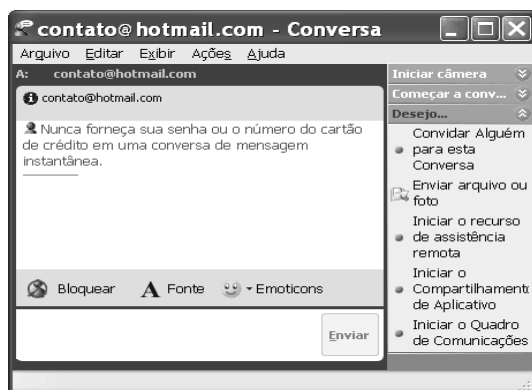 contato@hotmail.com - Conversa
Arquivo Editar Exibir Ações Ajuda
A: contato@hotmail.com
contato@hotmail.com
Nunca forneça sua senha ou o número do cartão
de crédito em uma conversa de mensagem
instantânea.
Bloquear A Fonte Emoticons
Enviar
Iniciar câmera
Começar a conv...
Desejo...
Convidar Alguém
para esta
Conversa
Enviar arquivo ou
foto
Iniciar o recurso
de assistência
remota
Iniciar o
Compartilhament
de Aplicativo
Iniciar o Quadro
de Comunicações